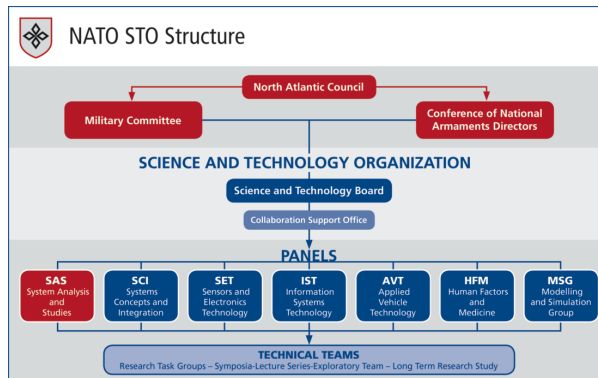 NATO STO Structure
North Atlantic Council
Military Committee
Conference of National
Armaments Directors
SCIENCE AND TECHNOLOGY ORGANIZATION
Science and Technology Board
Collaboration Support Office
PANELS
SAS
System Analysis
and
Studies
SCI
Systems
Concepts and
Integration
SET
Sensors and
Electronics
Technology
IST
Information
Systems
Technology
AVT
Applied
Vehicle
Technology
HFM
Human Factors
and
Medicine
MSG
Modelling
and Simulation
Group
TECHNICAL TEAMS
Research Task Groups – Symposia-Lecture Series-Exploratory Team – Long Term Research Study